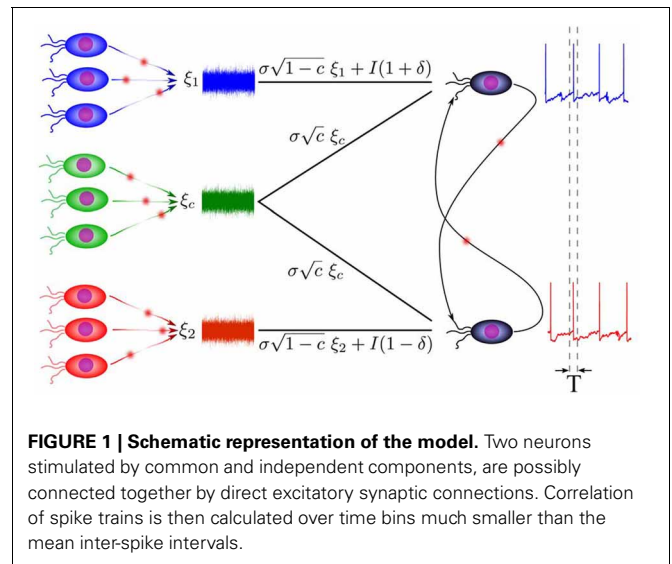 ξ₁ σ√1−c ξ₁ + I(1+δ)
σ√c ξc
ξc
σ√c ξc
ξ₂ σ√1−c ξ₂ + I(1−δ)
T
FIGURE 1 | Schematic representation of the model. Two neurons
stimulated by common and independent components, are possibly
connected together by direct excitatory synaptic connections. Correlation
of spike trains is then calculated over time bins much smaller than the
mean inter-spike intervals.